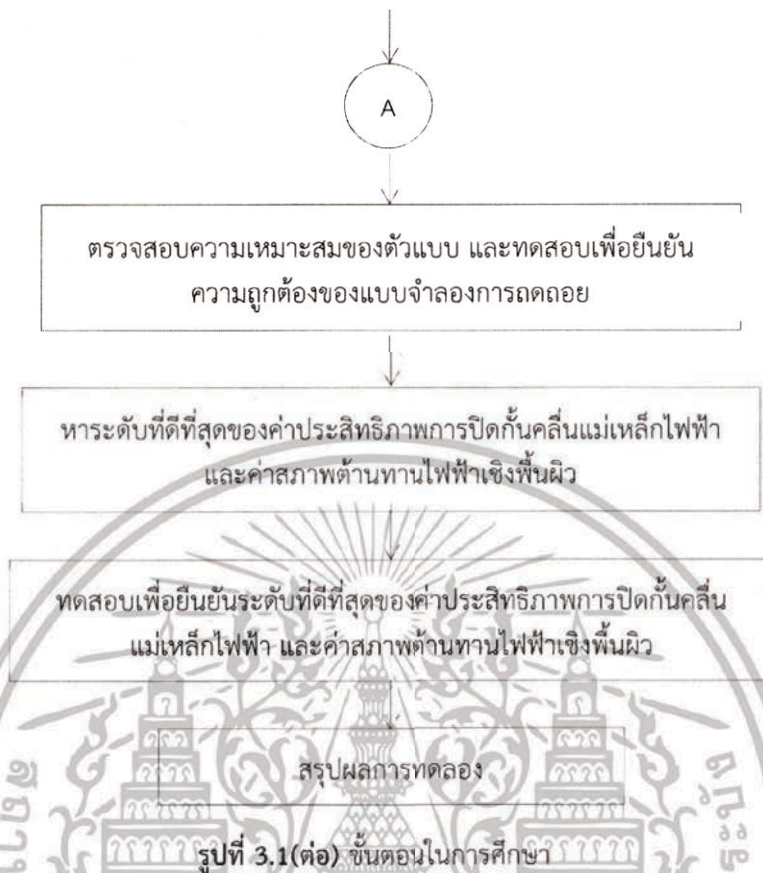 A
ตรวจสอบความเหมาะสมของตัวแบบ และทดสอบเพื่อยืนยัน
ความถูกต้องของแบบจำลองการถดถอย
หาระดับที่ดีที่สุดของค่าประสิทธิภาพการปิดกั้นคลื่นแม่เหล็กไฟฟ้า
และค่าสภาพต้านทานไฟฟ้าเชิงพื้นผิว
ทดสอบเพื่อยืนยันระดับที่ดีที่สุดของค่าประสิทธิภาพการปิดกั้นคลื่น
แม่เหล็กไฟฟ้า และค่าสภาพต้านทานไฟฟ้าเชิงพื้นผิว
สรุปผลการทดลอง
รูปที่ 3.1(ต่อ) ขั้นตอนในการศึกษา